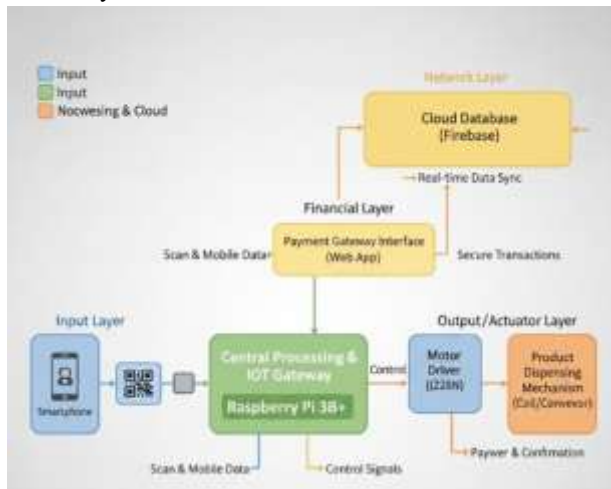 Input
Input
Nocwesing & Cloud
Network Layer
Cloud Database
(Firebase)
Real-time Data Sync
Financial Layer
Payment Gateway Interface
(Web App)
Scan & Mobile Data
Secure Transactions
Input Layer
Smartphone
Central Processing &
IOT Gateway
Raspberry Pi 3B+
Control
Output/Actuator Layer
Motor
Driver
Product
Dispensing
Mechanism
(Coil/Conveyor)
Scan & Mobile Data
Control Signals
Paywer & Confirmation